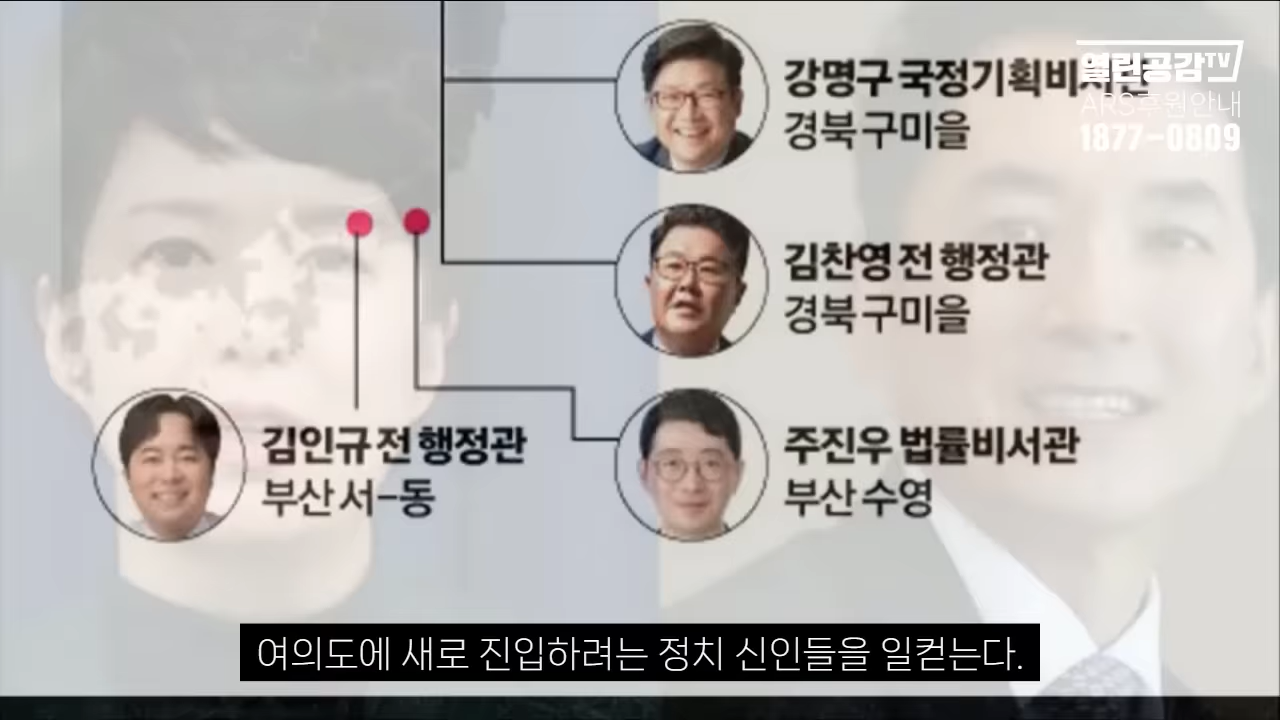 강명구 국정기획비서관
경북 구미을
열린공감TV
ARS후원안내
1877-0809
김찬영 전 행정관
경북 구미을
김인규 전 행정관
부산 서-동
주진우 법률비서관
부산 수영
여의도에 새로 진입하려는 정치 신인들을 일컫는다.